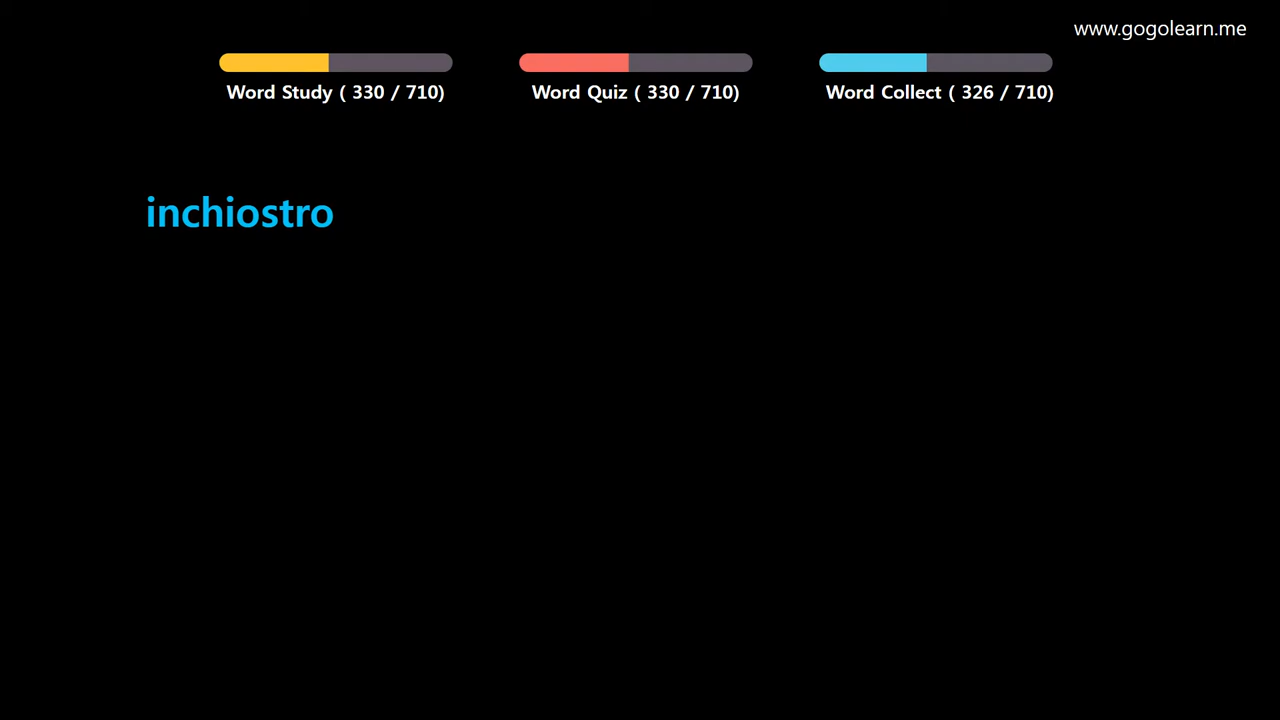 www.gogolearn.me
Word Study ( 330 / 710)
Word Quiz ( 330 / 710)
Word Collect ( 326 / 710)
inchiostro